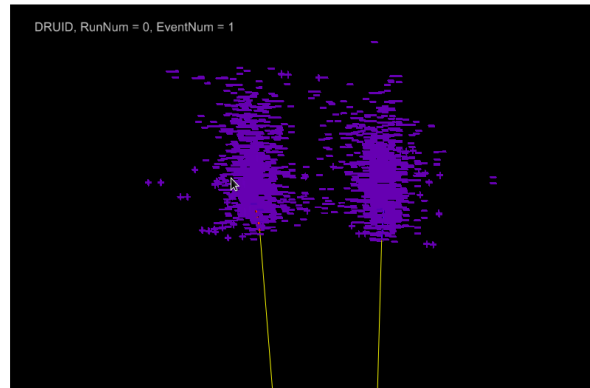 DRUID, RunNum = 0, EventNum = 1